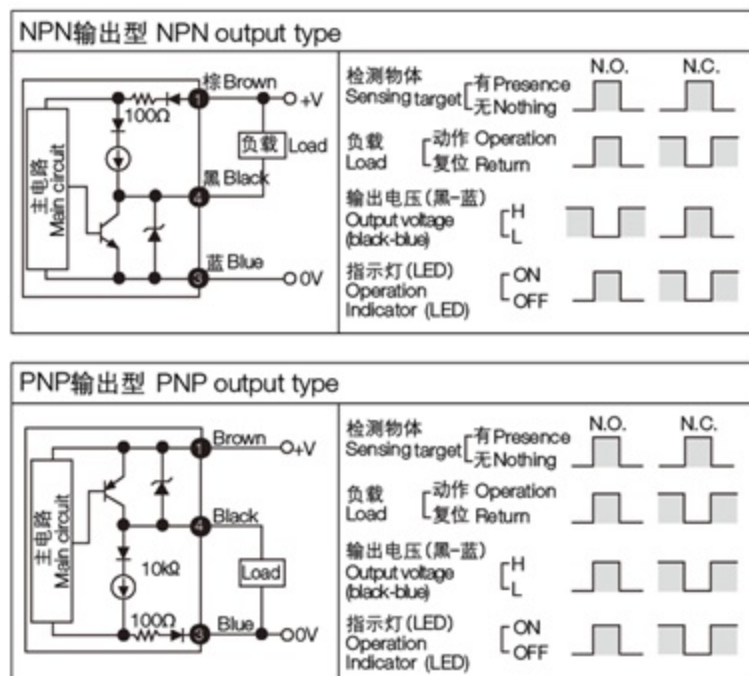 NPN输出型 NPN output type
棕 Brown
1
+V
100Ω
负载 Load
主电路
Main circuit
黑 Black
4
蓝 Blue
3
0V
N.O. N.C.
检测物体 有 Presence
Sensing target 无 Nothing
负载 动作 Operation
Load 复位 Return
输出电压(黑-蓝) H
Output voltage L
(black-blue)
指示灯(LED) ON
Operation OFF
Indicator (LED)
PNP输出型 PNP output type
Brown
1
+V
主电路
Main circuit
Black
4
10kΩ
Load
100Ω
Blue
3
0V
N.O. N.C.
检测物体 有 Presence
Sensing target 无 Nothing
负载 动作 Operation
Load 复位 Return
输出电压(黑-蓝) H
Output voltage L
(black-blue)
指示灯(LED) ON
Operation OFF
Indicator (LED)